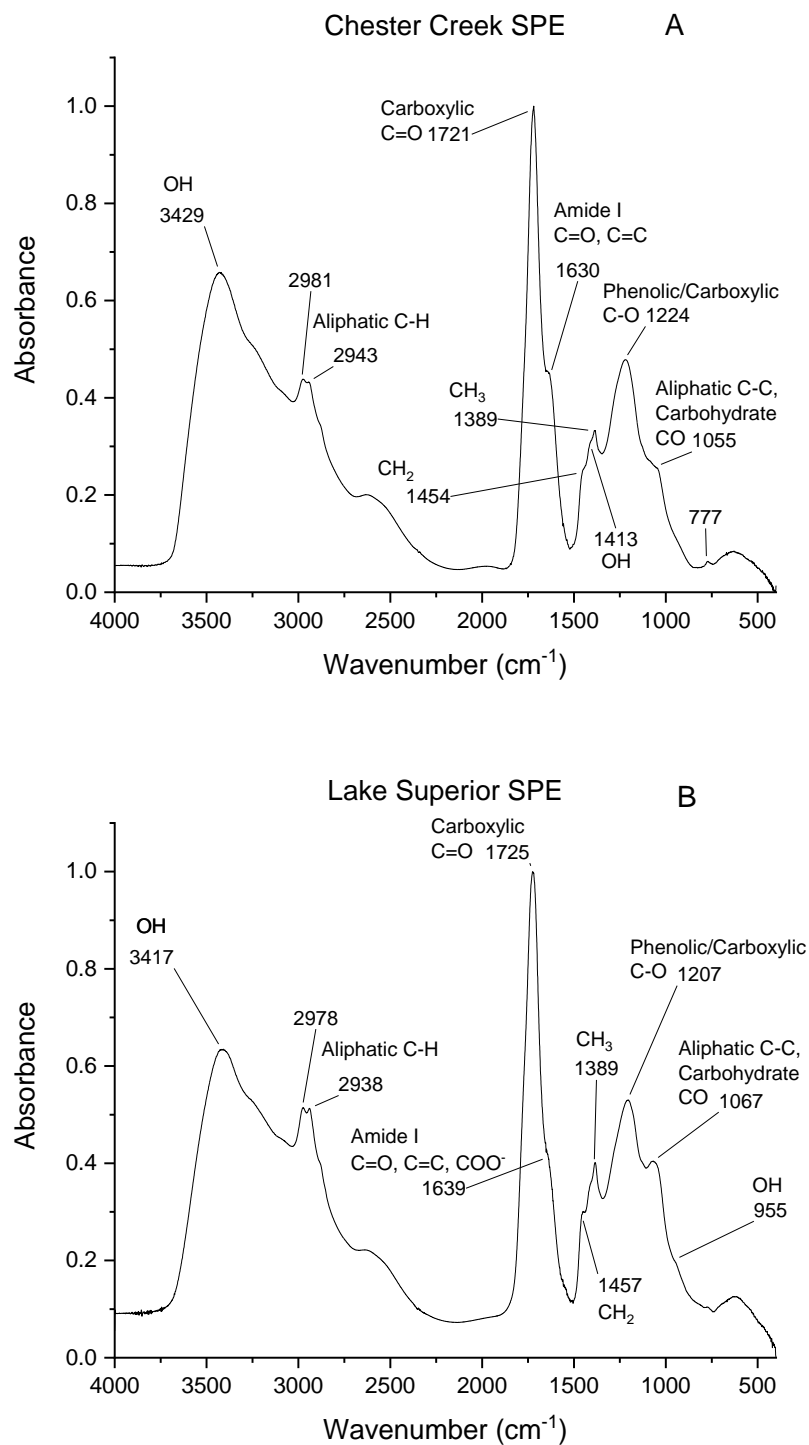 Chester Creek SPE A
Carboxylic
C=O 1721
OH
3429
Amide I
C=O, C=C
1630
2981
Aliphatic C-H
2943
Phenolic/Carboxylic
C-O 1224
CH3
1389
Aliphatic C-C,
Carbohydrate
CO 1055
CH2
1454
1413
OH
777
Absorbance
1.0
0.8
0.6
0.4
0.2
0.0
4000 3500 3000 2500 2000 1500 1000 500
Wavenumber (cm-1)
Lake Superior SPE B
Carboxylic
C=O 1725
OH
3417
Phenolic/Carboxylic
C-O 1207
2978
Aliphatic C-H
2938
CH3
1389
Aliphatic C-C,
Carbohydrate
CO 1067
Amide I
C=O, C=C, COO-
1639
OH
955
1457
CH2
Absorbance
1.0
0.8
0.6
0.4
0.2
0.0
4000 3500 3000 2500 2000 1500 1000 500
Wavenumber (cm-1)